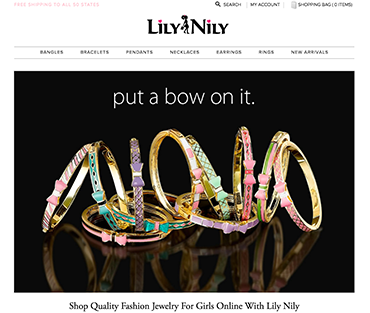 FREE SHIPPING TO ALL 50 STATES
SEARCH | MY ACCOUNT | SHOPPING BAG ( 0 ITEMS)
LILY NILY
BANGLES BRACELETS PENDANTS NECKLACES EARRINGS RINGS NEW ARRIVALS
put a bow on it.
Shop Quality Fashion Jewelry For Girls Online With Lily Nily